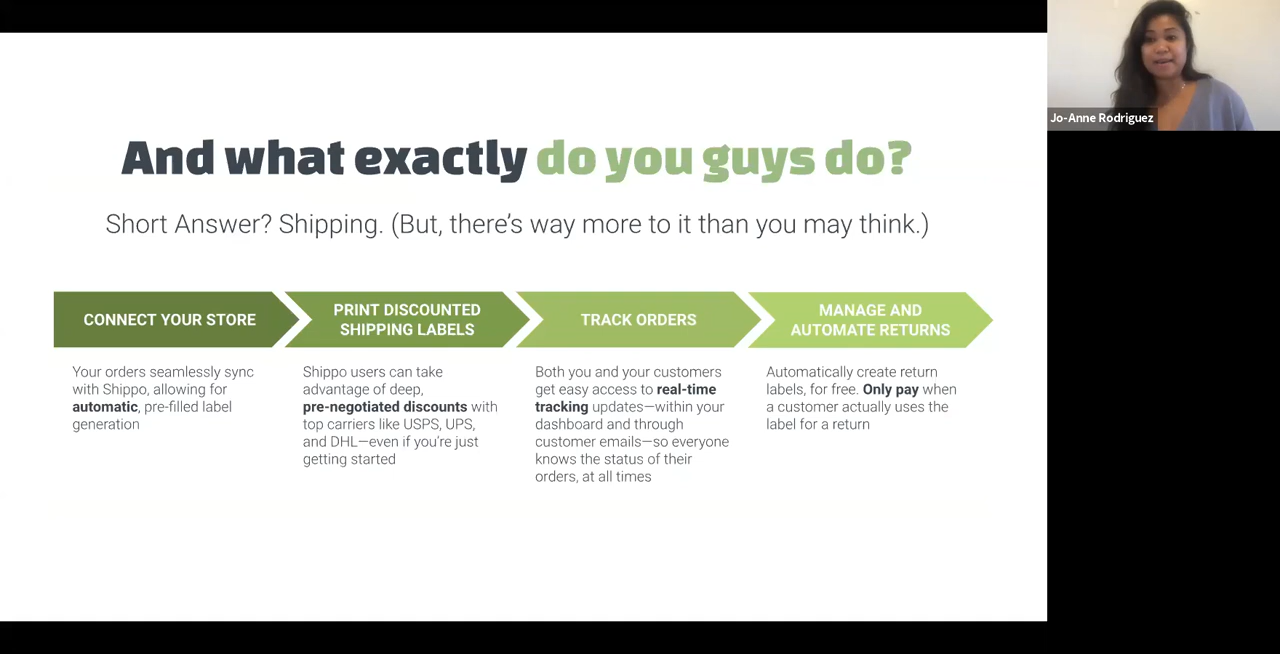 Jo-Anne Rodriguez
And what exactly do you guys do?
Short Answer? Shipping. (But, there's way more to it than you may think.)
CONNECT YOUR STORE
Your orders seamlessly sync
with Shippo, allowing for
automatic, pre-filled label
generation
PRINT DISCOUNTED
SHIPPING LABELS
Shippo users can take
advantage of deep,
pre-negotiated discounts with
top carriers like USPS, UPS,
and DHL—even if you're just
getting started
TRACK ORDERS
Both you and your customers
get easy access to real-time
tracking updates—within your
dashboard and through
customer emails—so everyone
knows the status of their
orders, at all times
MANAGE AND
AUTOMATE RETURNS
Automatically create return
labels, for free. Only pay when
a customer actually uses the
label for a return